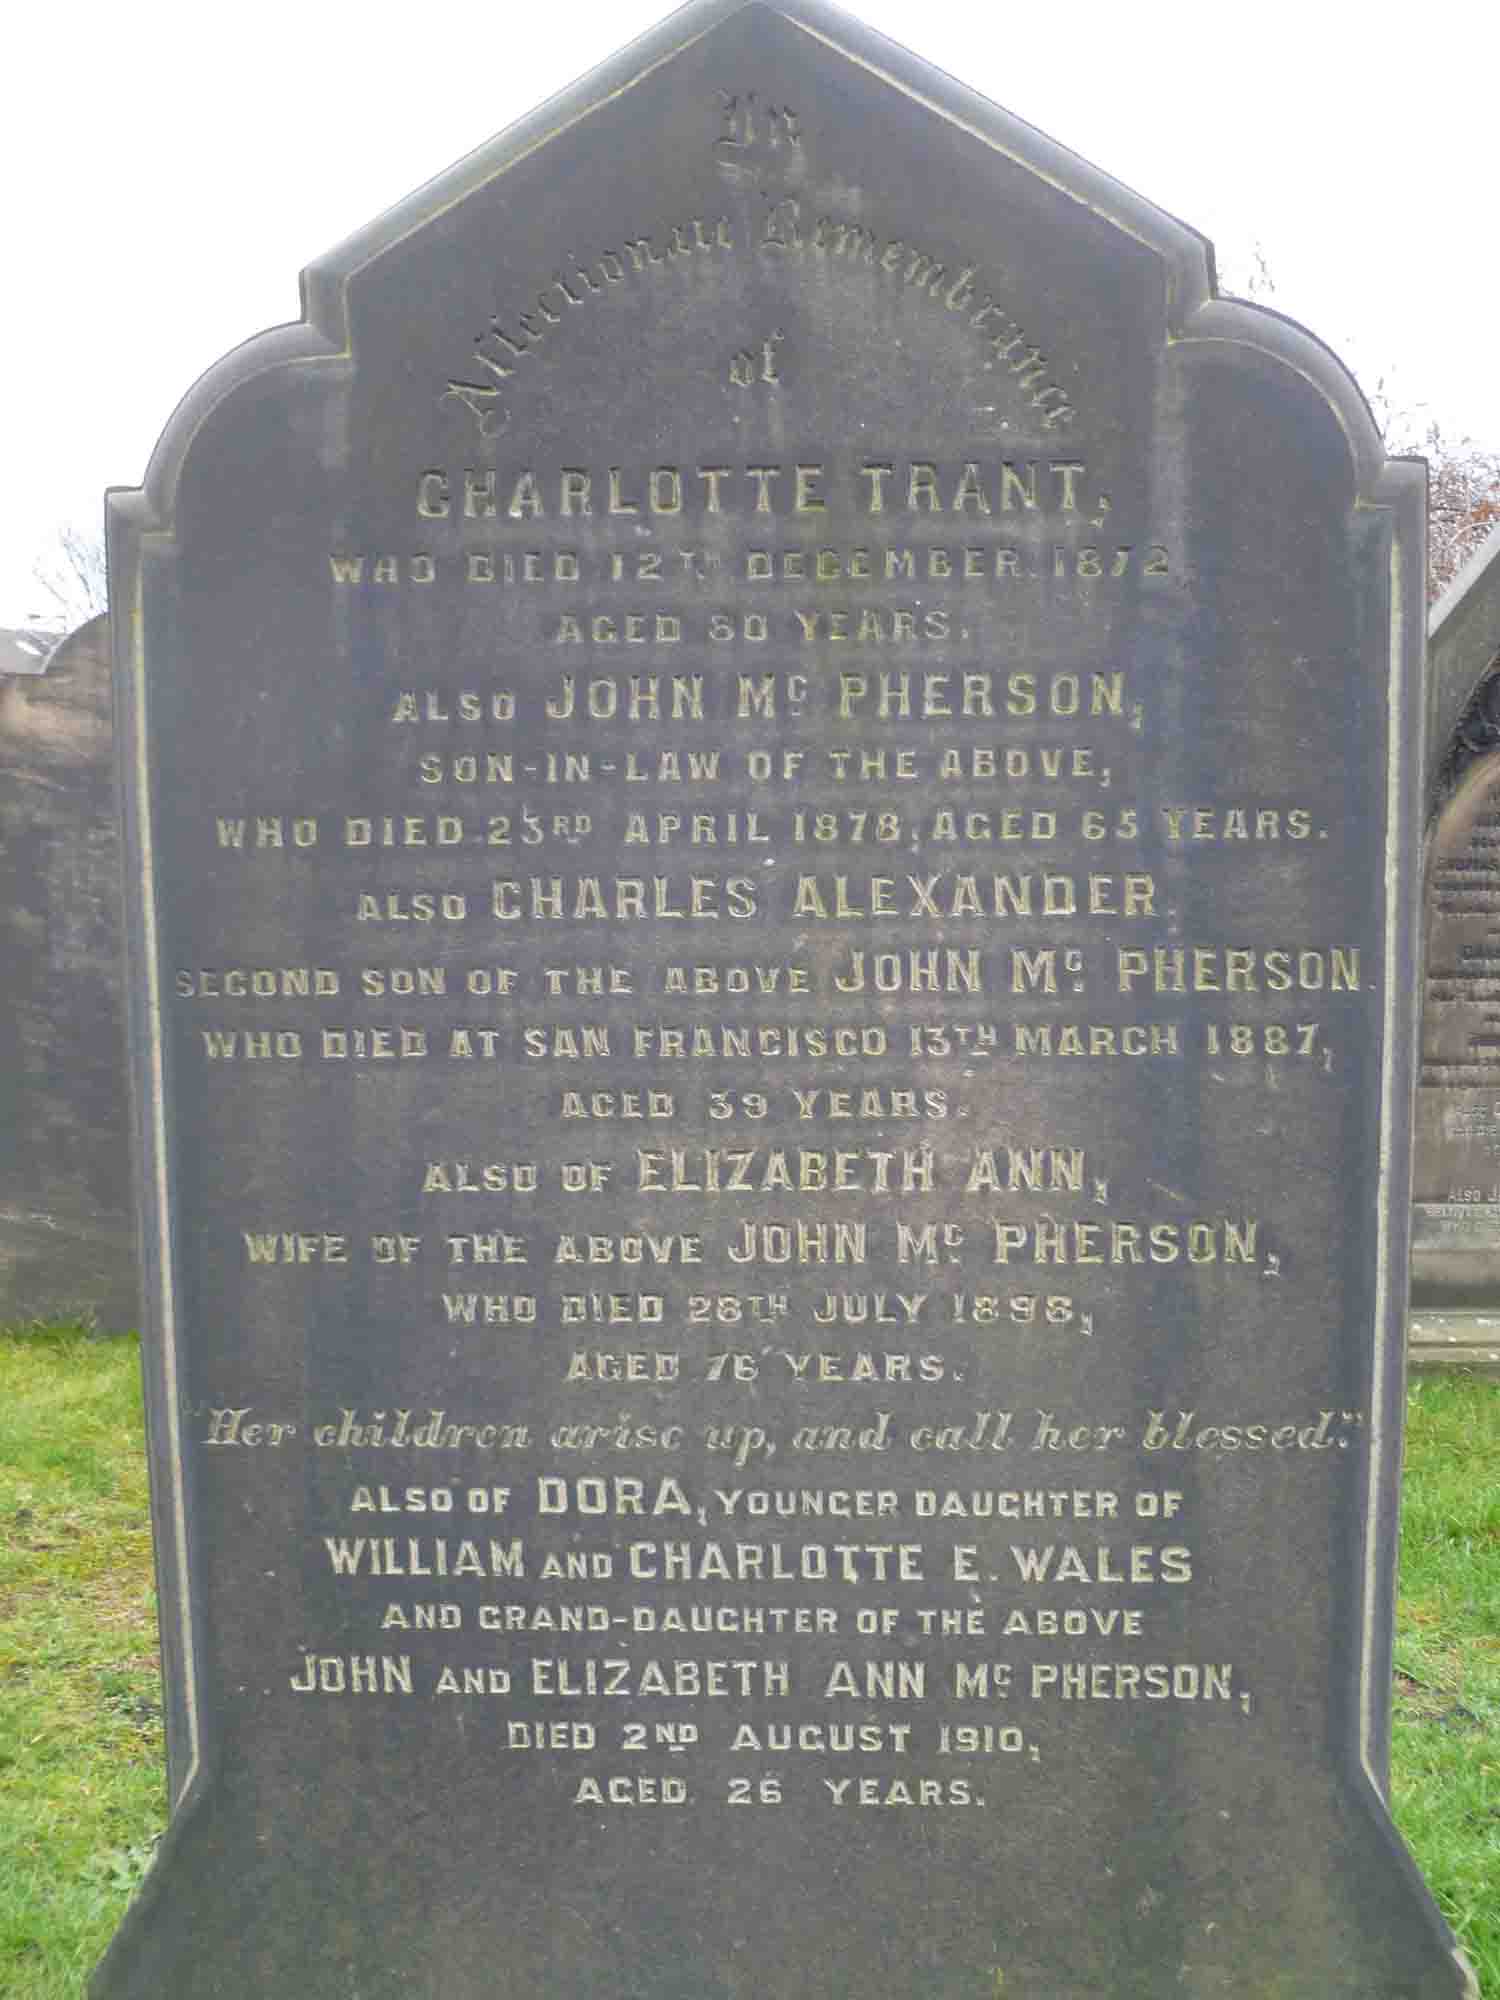 In
Affectionate Remembrance
of
CHARLOTTE TRANT,
WHO DIED 12TH DECEMBER 1872
AGED 80 YEARS.
ALSO JOHN Mc PHERSON,
SON-IN-LAW OF THE ABOVE,
WHO DIED 23RD APRIL 1878, AGED 65 YEARS.
ALSO CHARLES ALEXANDER,
SECOND SON OF THE ABOVE JOHN Mc PHERSON.
WHO DIED AT SAN FRANCISCO 13TH MARCH 1887,
AGED 39 YEARS.
ALSO OF ELIZABETH ANN,
WIFE OF THE ABOVE JOHN Mc PHERSON,
WHO DIED 28TH JULY 1898,
AGED 76 YEARS.
"Her children arise up, and call her blessed."
ALSO OF DORA, YOUNGER DAUGHTER OF
WILLIAM AND CHARLOTTE E. WALES
AND GRAND-DAUGHTER OF THE ABOVE
JOHN AND ELIZABETH ANN Mc PHERSON,
DIED 2ND AUGUST 1910,
AGED 26 YEARS.